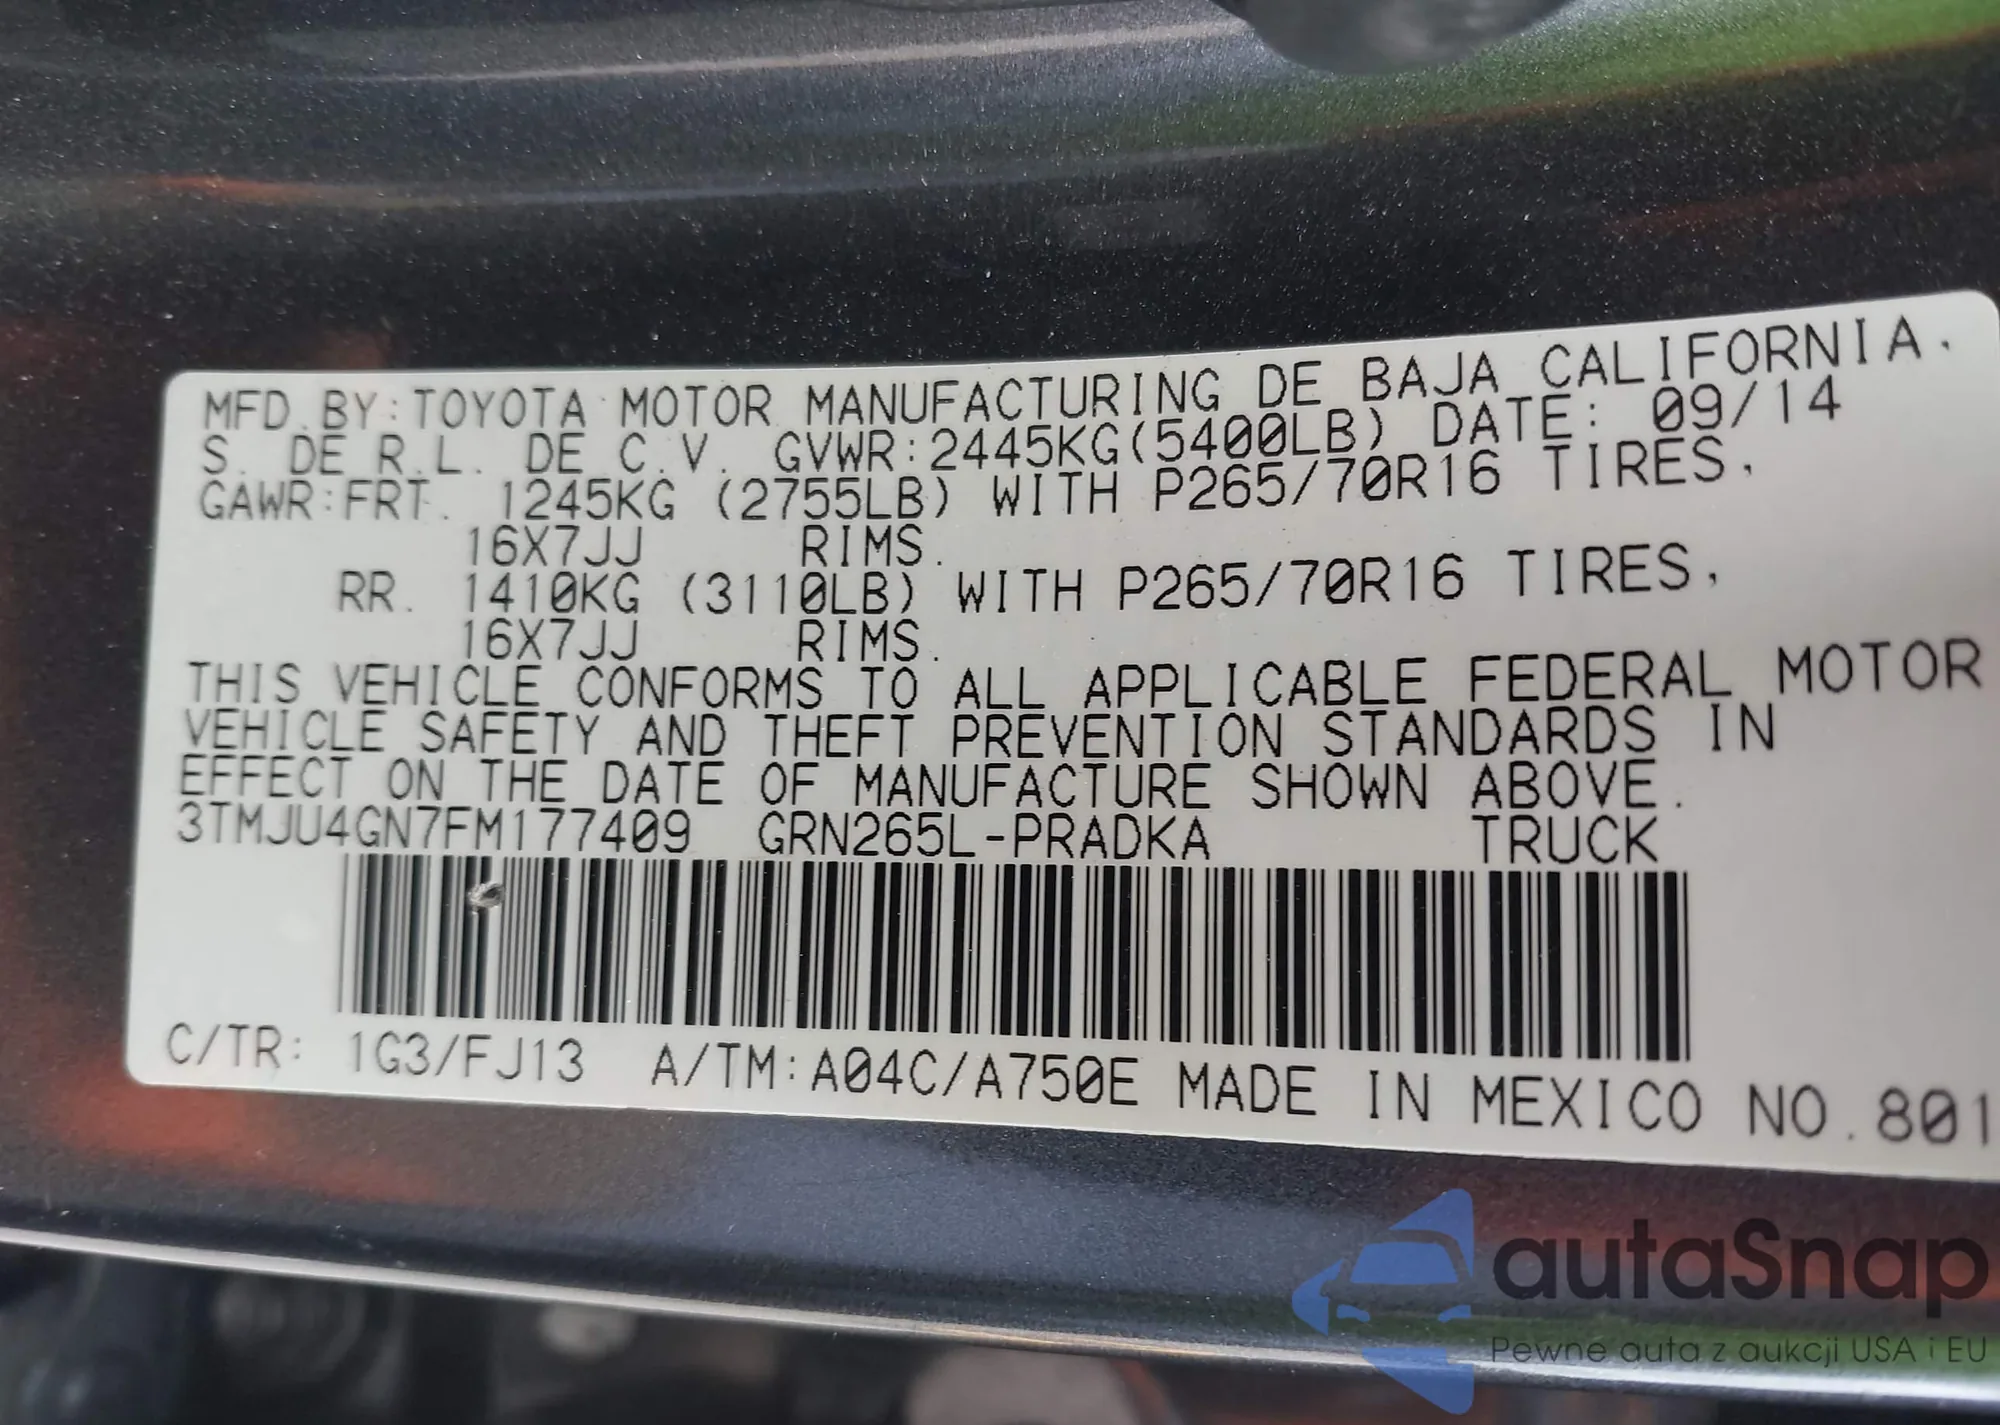 MFD.BY:TOYOTA MOTOR MANUFACTURING DE BAJA CALIFORNIA.
S. DE R.L. DE C.V. GVWR:2445KG(5400LB) DATE: 09/14
GAWR:FRT. 1245KG (2755LB) WITH P265/70R16 TIRES,
16X7JJ RIMS.
RR. 1410KG (3110LB) WITH P265/70R16 TIRES,
16X7JJ RIMS.
THIS VEHICLE CONFORMS TO ALL APPLICABLE FEDERAL MOTOR
VEHICLE SAFETY AND THEFT PREVENTION STANDARDS IN
EFFECT ON THE DATE OF MANUFACTURE SHOWN ABOVE.
3TMJU4GN7FM177409 GRN265L-PRADKA TRUCK
C/TR: 1G3/FJ13 A/TM:A04C/A750E MADE IN MEXICO NO.801
autaSnap
Pewne auta z aukcji USA i EU